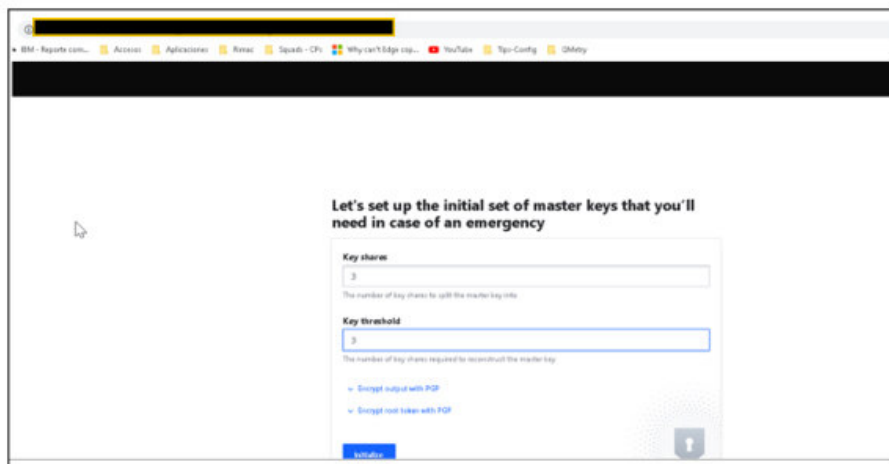 IBM - Reporte com... Accesos Aplicaciones Rimac Squads - CPs Why can't Edge cop... YouTube Tips-Config QMetry
Let's set up the initial set of master keys that you'll
need in case of an emergency
Key shares
3
The number of key shares to split the master key into
Key threshold
3
The number of key shares required to reconstruct the master key
Encrypt output with PGP
Encrypt root token with PGP
Initialize